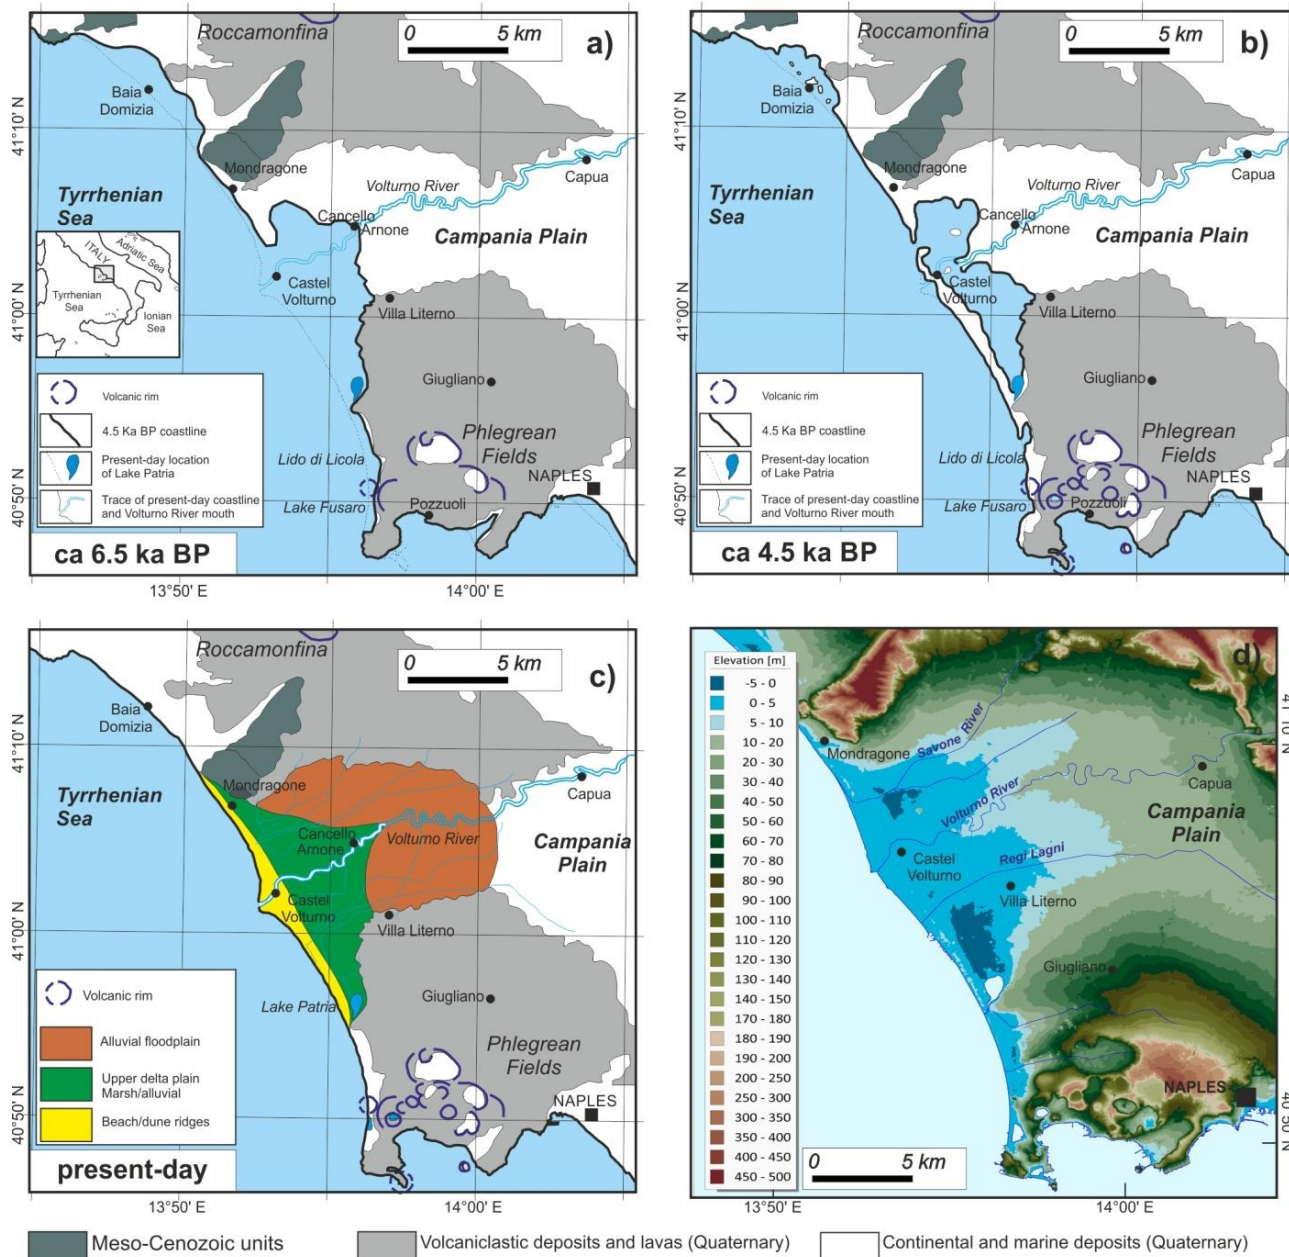 Roccamonfina
0 5 km
a)
Baia
Domizia
41°10' N
Mondragone
Capua
Volturno River
Tyrrhenian
Sea
Cancello
Arnone
Campania Plain
ITALY
Adriatic Sea
Tyrrhenian
Sea
Ionian
Sea
Castel
Volturno
41°00' N
Villa Literno
Giugliano
Volcanic rim
4.5 Ka BP coastline
Present-day location
of Lake Patria
Trace of present-day coastline
and Volturno River mouth
Phlegrean
Fields
Lido di Licola
NAPLES
40°50' N
Lake Fusaro
Pozzuoli
ca 6.5 ka BP
13°50' E
14°00' E
Roccamonfina
0 5 km
b)
Baia
Domizia
41°10' N
Mondragone
Capua
Volturno River
Tyrrhenian
Sea
Cancello
Arnone
Campania Plain
Castel
Volturno
41°00' N
Villa Literno
Giugliano
Volcanic rim
4.5 Ka BP coastline
Present-day location
of Lake Patria
Trace of present-day coastline
and Volturno River mouth
Phlegrean
Fields
Lido di Licola
NAPLES
40°50' N
Lake Fusaro
Pozzuoli
ca 4.5 ka BP
Roccamonfina
0 5 km
c)
Baia
Domizia
41°10' N
Mondragone
Capua
Tyrrhenian
Sea
Cancello
Arnone
Volturno River
Campania
Plain
Castel
Volturno
41°00' N
Villa Literno
Lake Patria
Giugliano
Volcanic rim
Alluvial floodplain
Upper delta plain
Marsh/alluvial
Beach/dune ridges
Phlegrean
Fields
NAPLES
40°50' N
present-day
13°50' E
14°00' E
d)
Elevation [m]
-5 - 0
0 - 5
5 - 10
10 - 20
20 - 30
30 - 40
40 - 50
50 - 60
60 - 70
70 - 80
80 - 90
90 - 100
100 - 110
110 - 120
120 - 130
130 - 140
140 - 150
170 - 180
180 - 190
190 - 200
200 - 250
250 - 300
300 - 350
350 - 400
400 - 450
450 - 500
41°10' N
Mondragone
Savone River
Capua
Volturno River
Campania
Plain
Castel
Volturno
Regi Lagni
Villa Literno
Giugliano
NAPLES
40°50' N
0 5 km
13°50' E
14°00' E
Meso-Cenozoic units
Volcaniclastic deposits and lavas (Quaternary)
Continental and marine deposits (Quaternary)